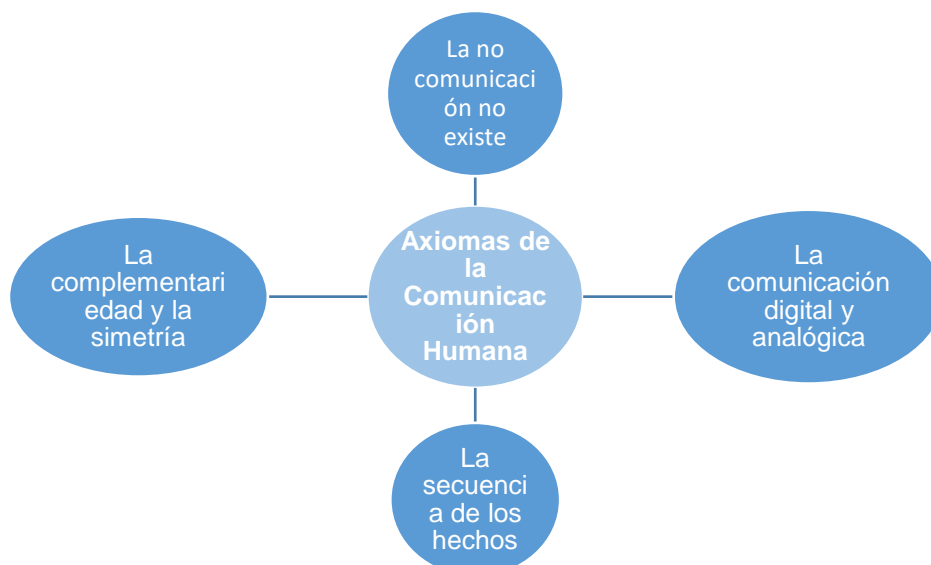 La no
comunicaci
ón no
existe
Axiomas de
la
Comunicac
ión
Humana
La
complementari
edad y la
simetría
La
comunicación
digital y
analógica
La
secuenci
a de los
hechos